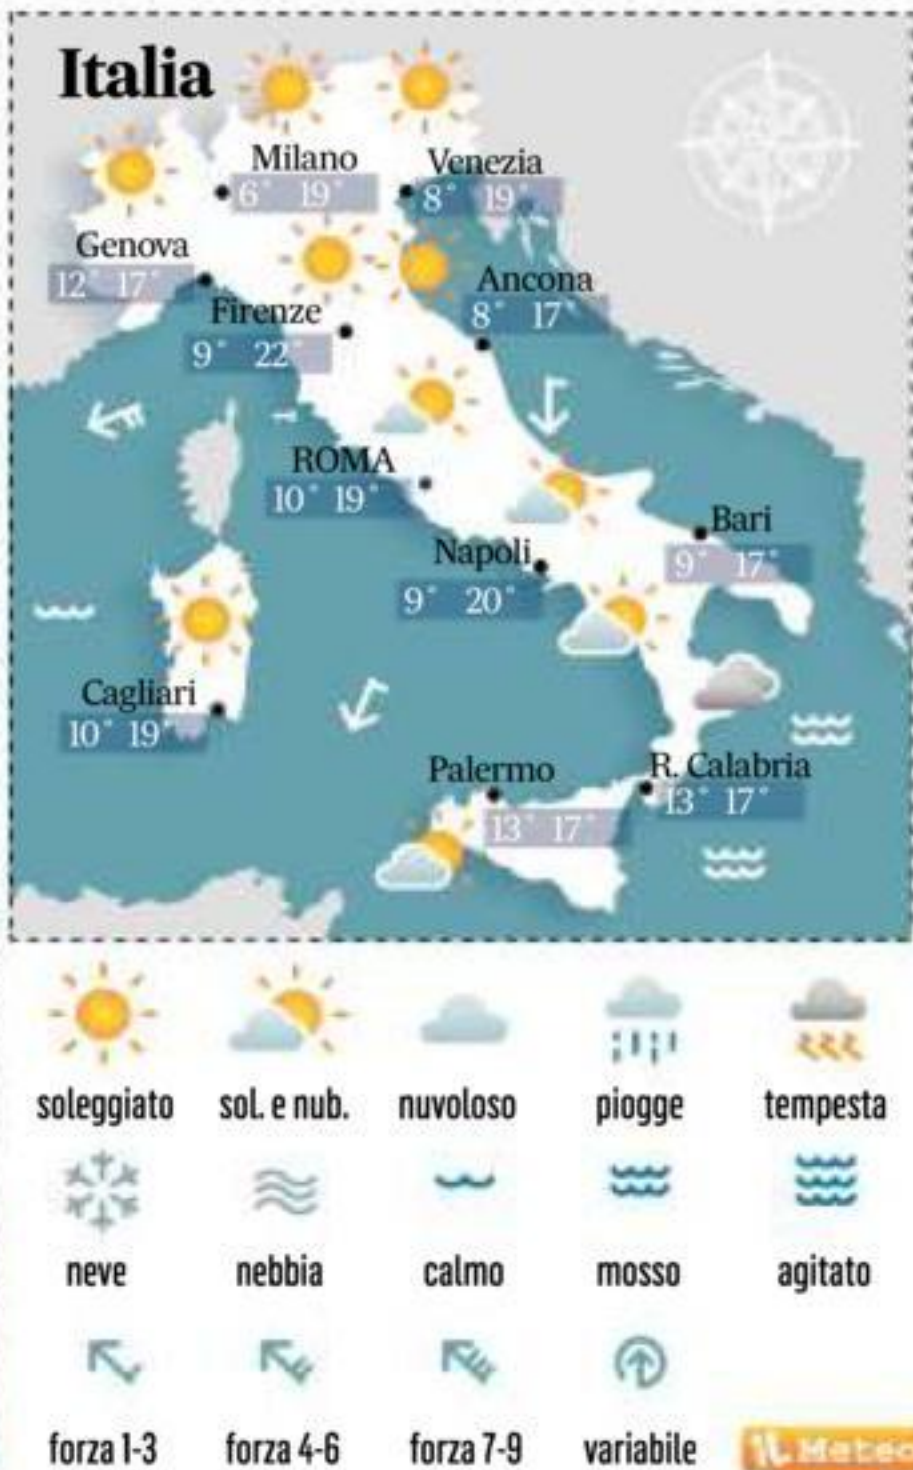 Italia
Milano
6° 19°
Venezia
8° 19°
Genova
12° 17°
Firenze
9° 22°
Ancona
8° 17°
ROMA
10° 19°
Bari
9° 17°
Napoli
9° 20°
Cagliari
10° 19°
Palermo
13° 17°
R. Calabria
13° 17°
soleggiato sol. e nub. nuvoloso piogge tempesta
neve nebbia calmo mosso agitato
forza 1-3 forza 4-6 forza 7-9 variabile
iL Meteo